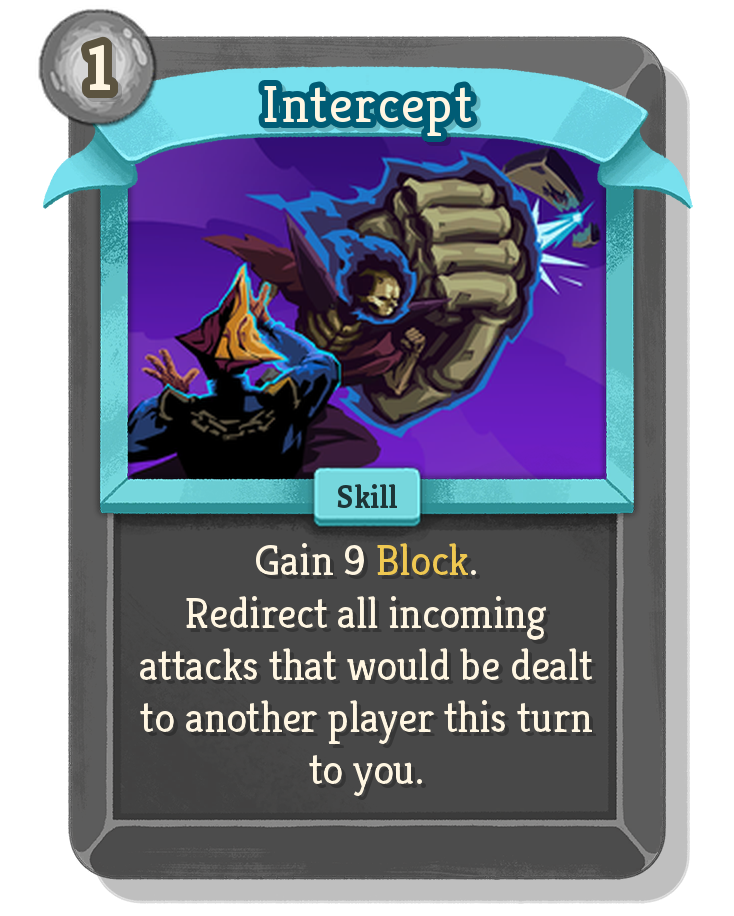 1
Intercept
Skill
Gain 9 Block.
Redirect all incoming
attacks that would be dealt
to another player this turn
to you.